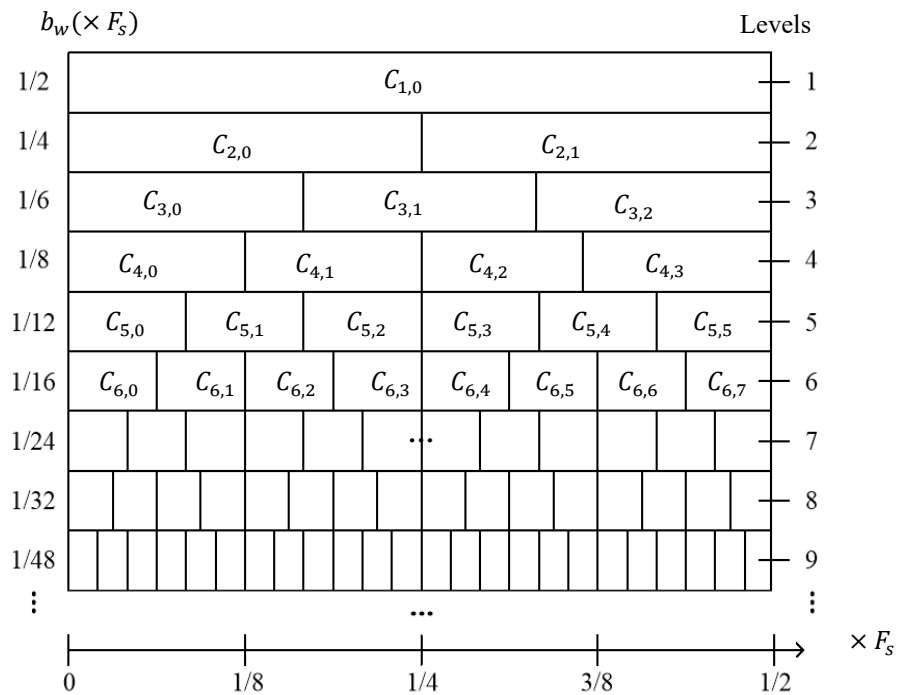 b_w(× F_s) Levels
1/2 C_{1,0} 1
1/4 C_{2,0} C_{2,1} 2
1/6 C_{3,0} C_{3,1} C_{3,2} 3
1/8 C_{4,0} C_{4,1} C_{4,2} C_{4,3} 4
1/12 C_{5,0} C_{5,1} C_{5,2} C_{5,3} C_{5,4} C_{5,5} 5
1/16 C_{6,0} C_{6,1} C_{6,2} C_{6,3} C_{6,4} C_{6,5} C_{6,6} C_{6,7} 6
1/24 ... 7
1/32 8
1/48 9
⋮ ... ⋮
× F_s
0 1/8 1/4 3/8 1/2